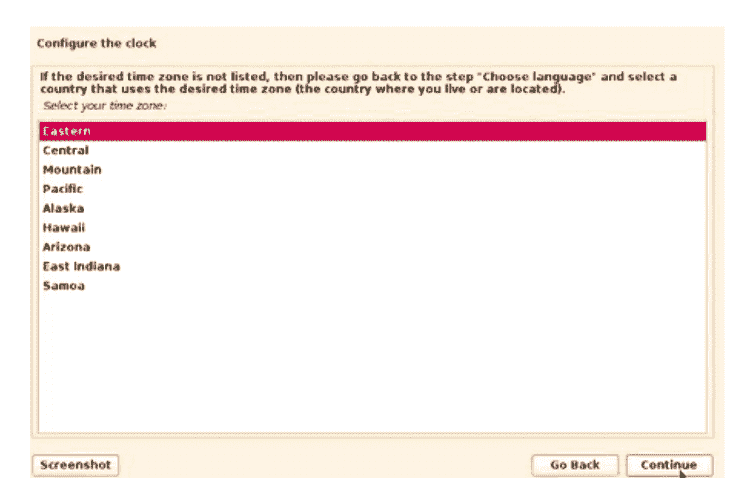 Configure the clock
If the desired time zone is not listed, then please go back to the step "Choose language" and select a
country that uses the desired time zone (the country where you live or are located).
Select your time zone:
Eastern
Central
Mountain
Pacific
Alaska
Hawaii
Arizona
East Indiana
Samoa
Screenshot
Go Back
Continue